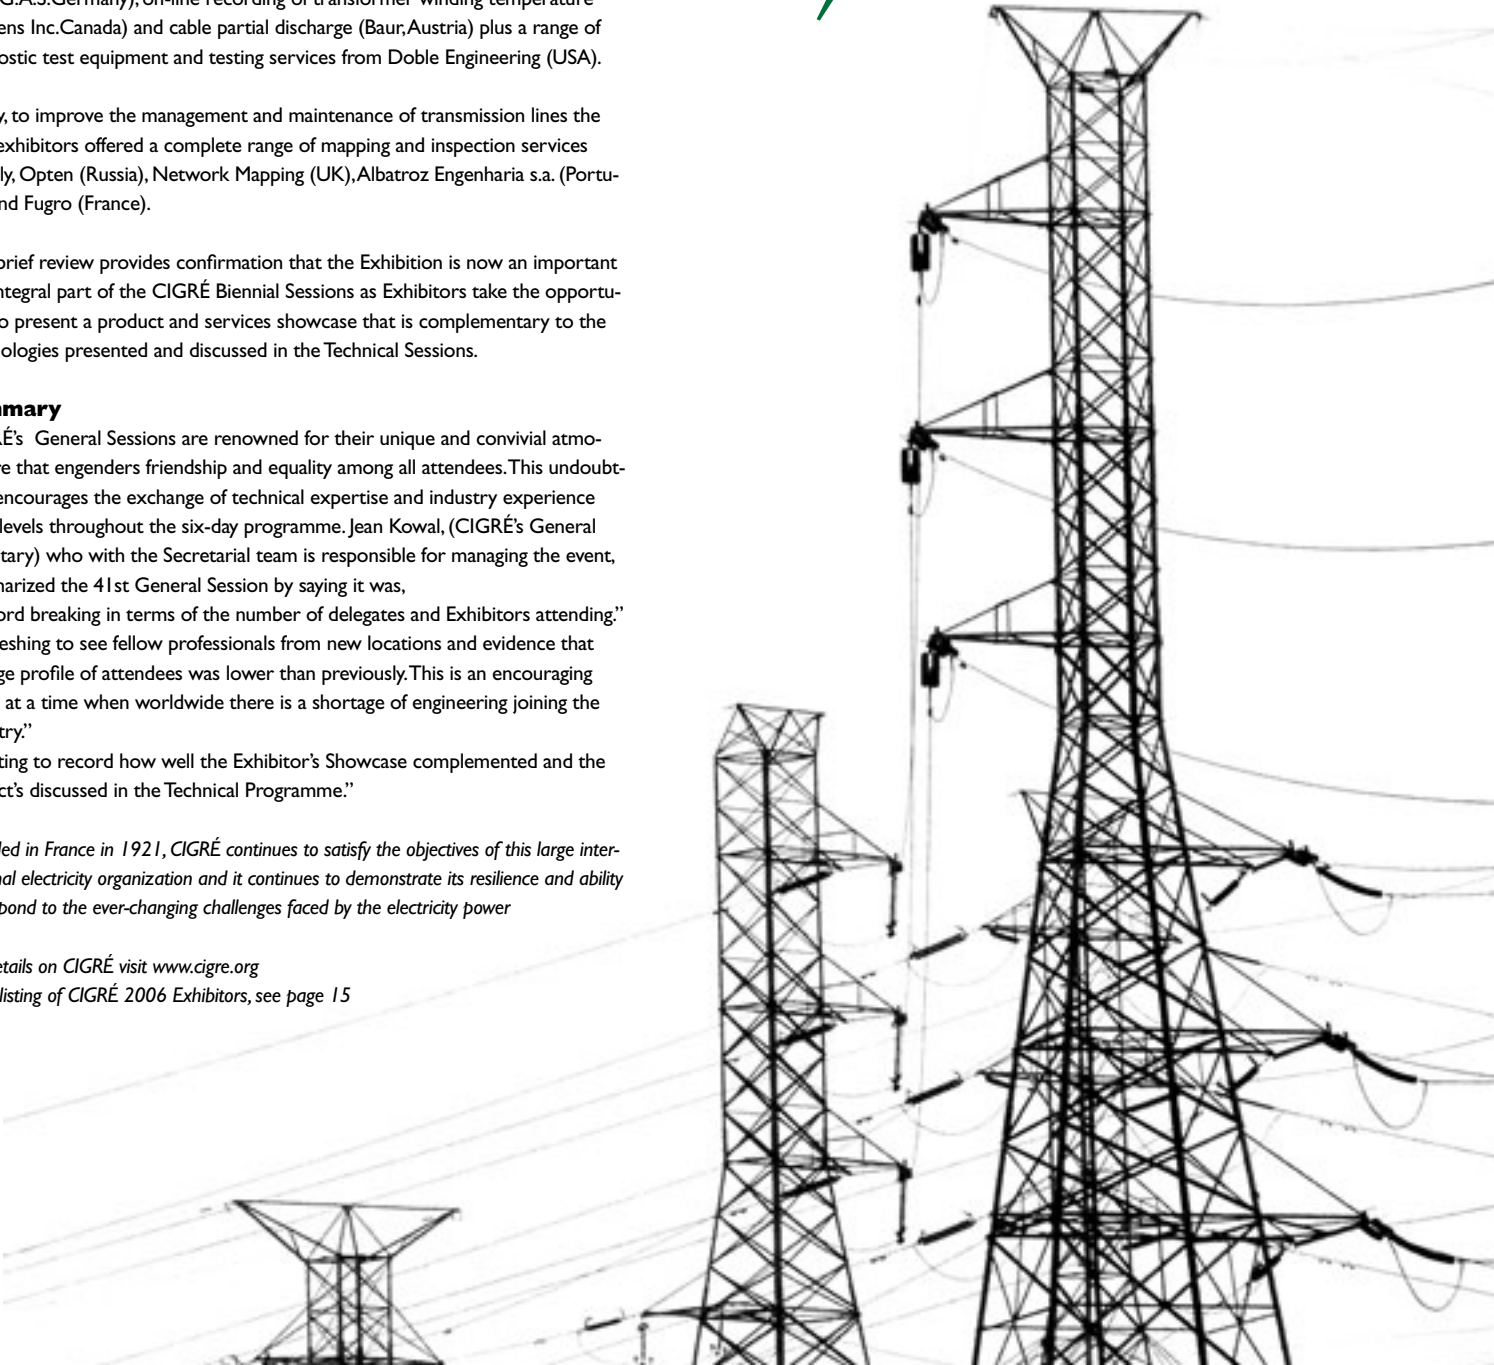 G.A.S.Germany), on-line recording of transformer winding temperature
ens Inc.Canada) and cable partial discharge (Baur,Austria) plus a range of
ostic test equipment and testing services from Doble Engineering (USA).
y, to improve the management and maintenance of transmission lines the
exhibitors offered a complete range of mapping and inspection services
ly, Opten (Russia), Network Mapping (UK),Albatroz Engenharia s.a. (Portu-
nd Fugro (France).
brief review provides confirmation that the Exhibition is now an important
ntegral part of the CIGRÉ Biennial Sessions as Exhibitors take the opportu-
o present a product and services showcase that is complementary to the
ologies presented and discussed in the Technical Sessions.
mmary
É's General Sessions are renowned for their unique and convivial atmo-
e that engenders friendship and equality among all attendees.This undoubt-
encourages the exchange of technical expertise and industry experience
levels throughout the six-day programme. Jean Kowal, (CIGRÉ's General
tary) who with the Secretarial team is responsible for managing the event,
narized the 41st General Session by saying it was,
ord breaking in terms of the number of delegates and Exhibitors attending.”
eshing to see fellow professionals from new locations and evidence that
ge profile of attendees was lower than previously.This is an encouraging
at a time when worldwide there is a shortage of engineering joining the
try.”
ting to record how well the Exhibitor's Showcase complemented and the
ct's discussed in the Technical Programme.”
led in France in 1921, CIGRÉ continues to satisfy the objectives of this large inter-
nal electricity organization and it continues to demonstrate its resilience and ability
pond to the ever-changing challenges faced by the electricity power
etails on CIGRÉ visit www.cigre.org
listing of CIGRÉ 2006 Exhibitors, see page 15